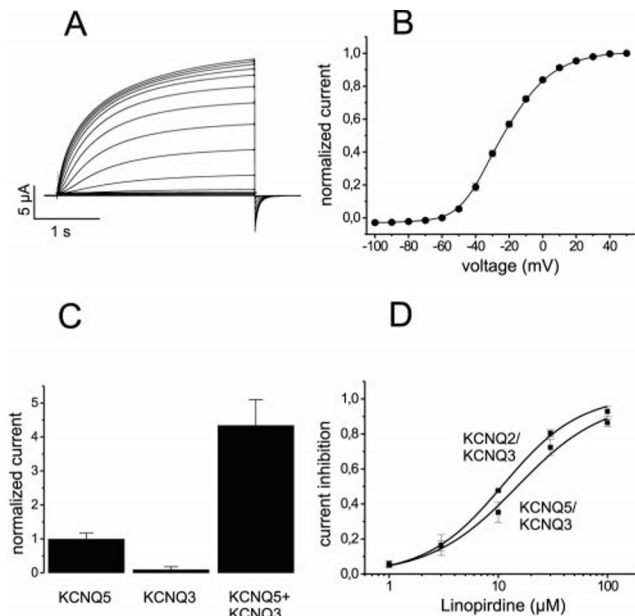 A
5 µA
1 s
B
normalized current
1,0
0,8
0,6
0,4
0,2
0,0
-100 -80 -60 -40 -20 0 20 40
voltage (mV)
C
normalized current
5
4
3
2
1
0
KCNQ5
KCNQ3
KCNQ5+
KCNQ3
D
current inhibition
1,0
0,8
0,6
0,4
0,2
0,0
KCNQ2/
KCNQ3
KCNQ5/
KCNQ3
1 10 100
Linopirdine (µM)